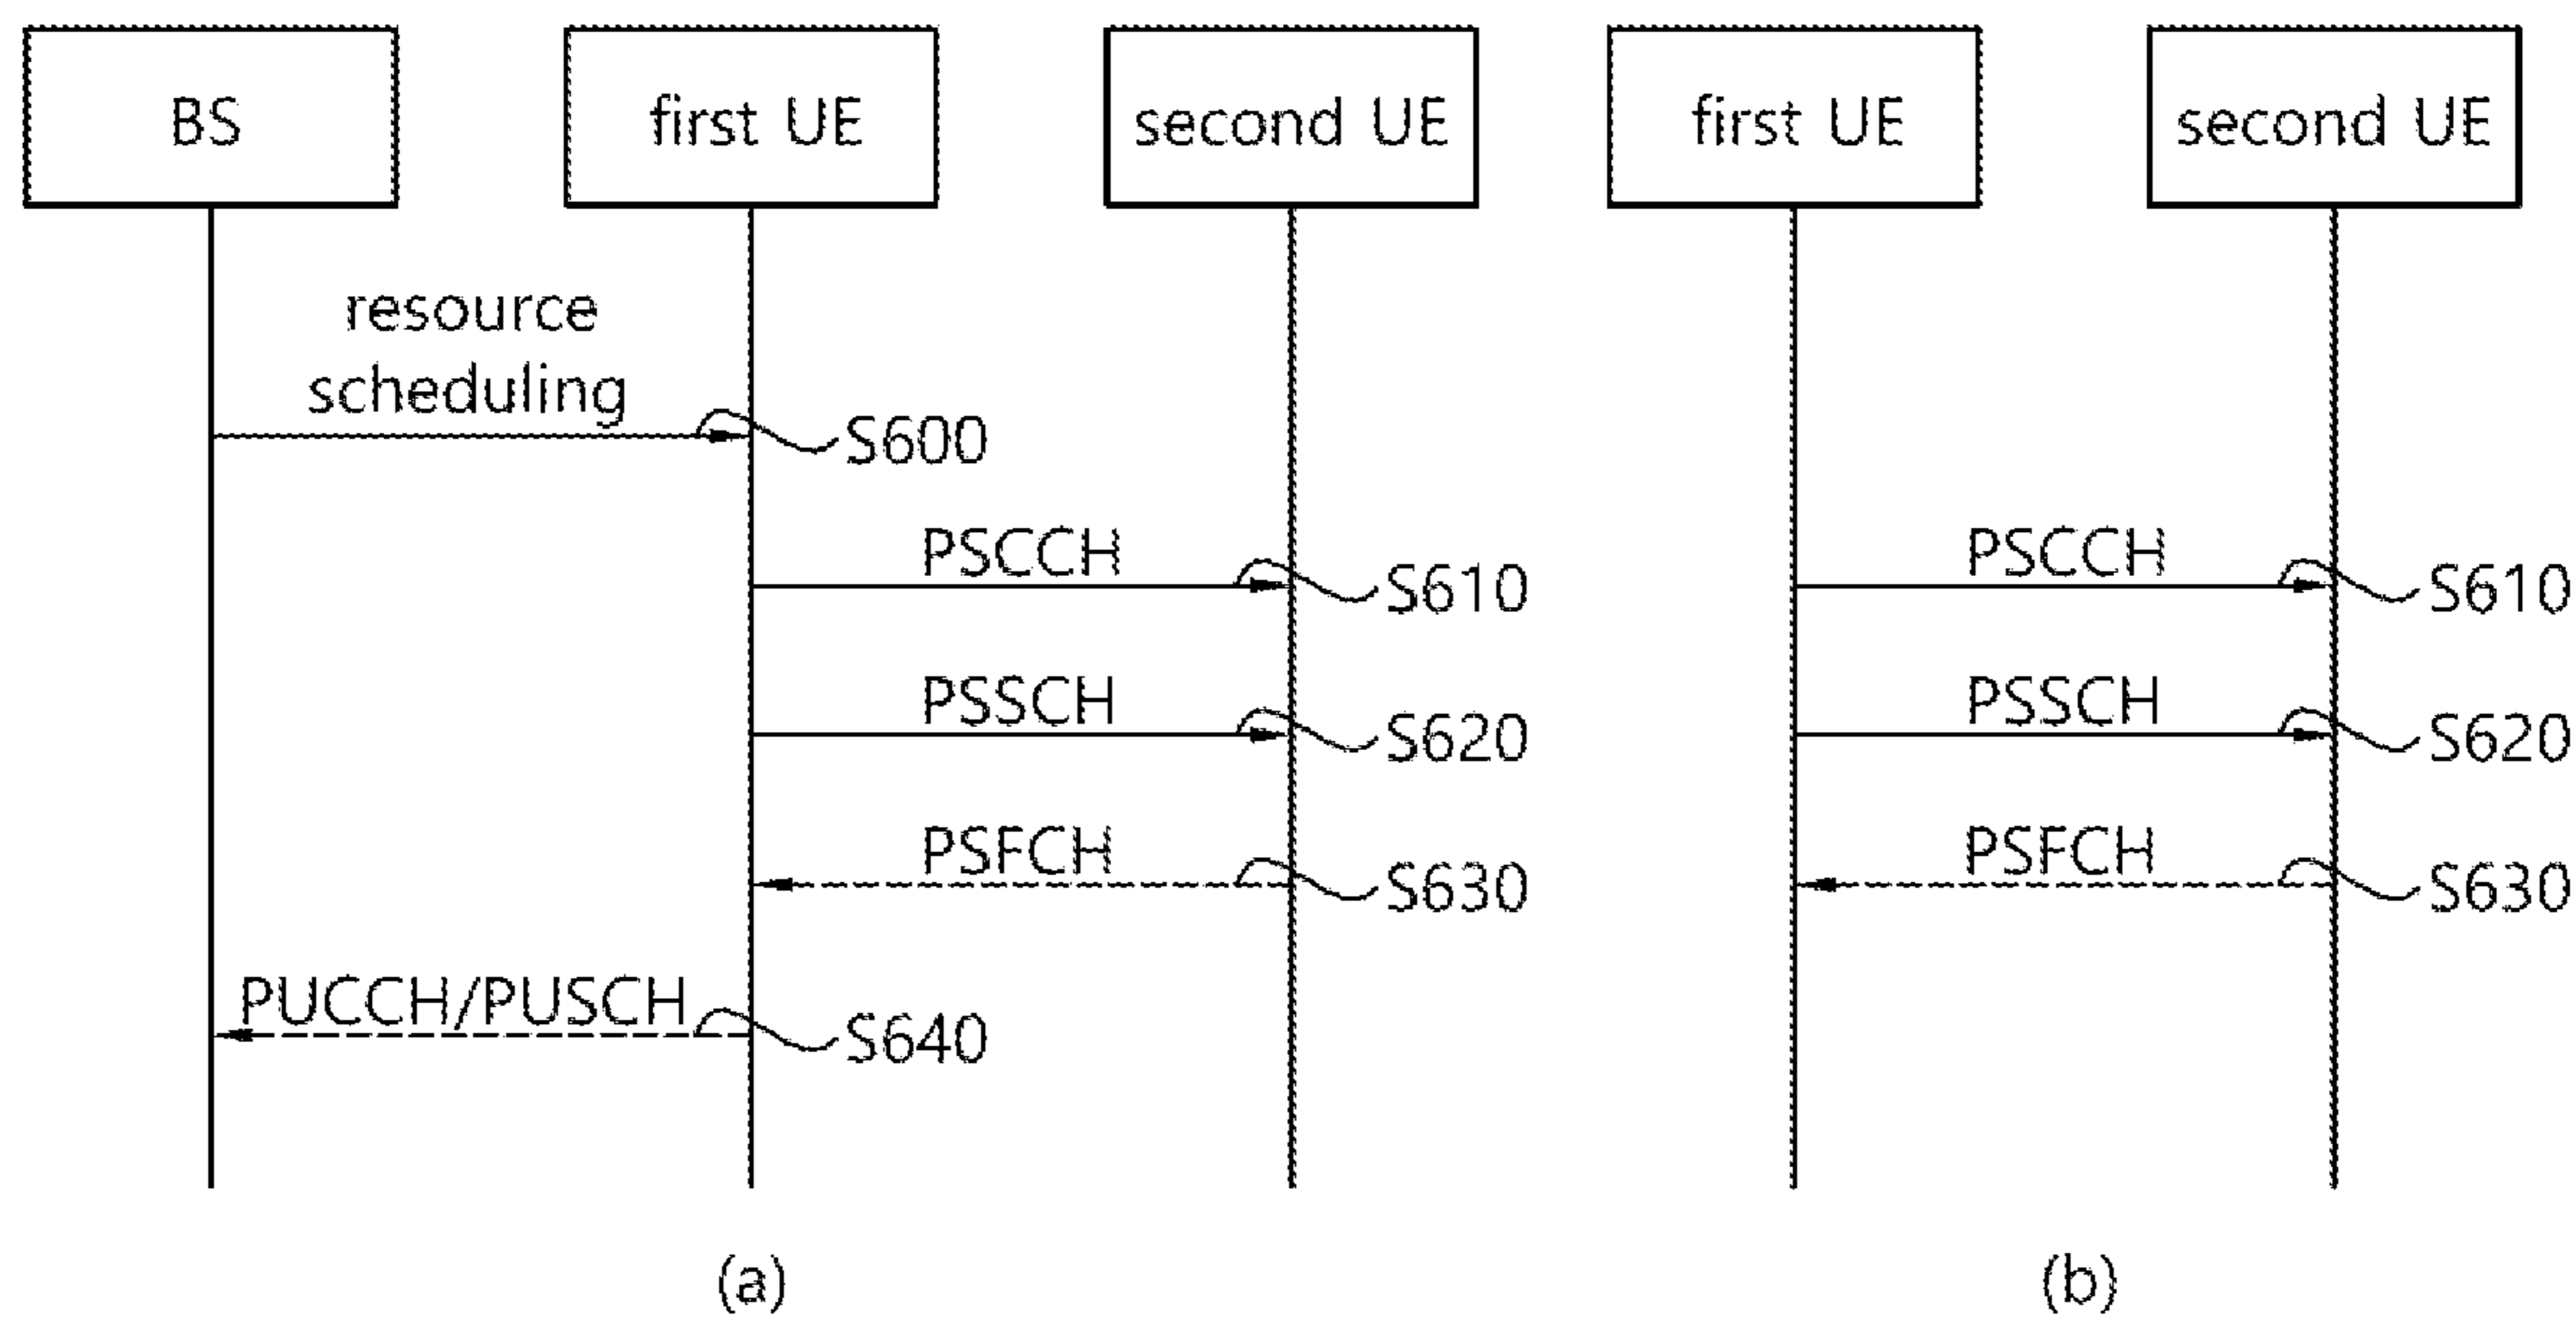 BS
first UE
second UE
resource
scheduling
S600
PSCCH
S610
PSSCH
S620
PSFCH
S630
PUCCH/PUSCH
S640
(a)
first UE
second UE
PSCCH
S610
PSSCH
S620
PSFCH
S630
(b)